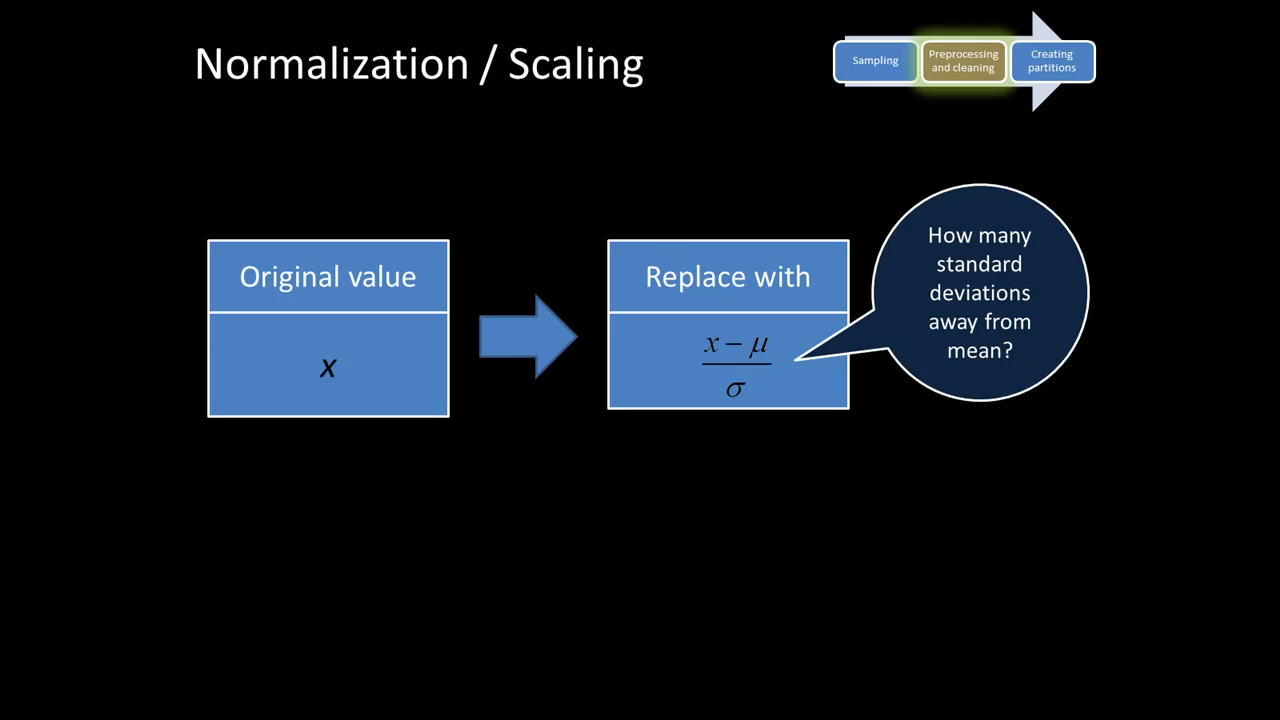 Normalization / Scaling
Sampling
Preprocessing
and cleaning
Creating
partitions
Original value
x
Replace with
x − μ
σ
How many
standard
deviations
away from
mean?